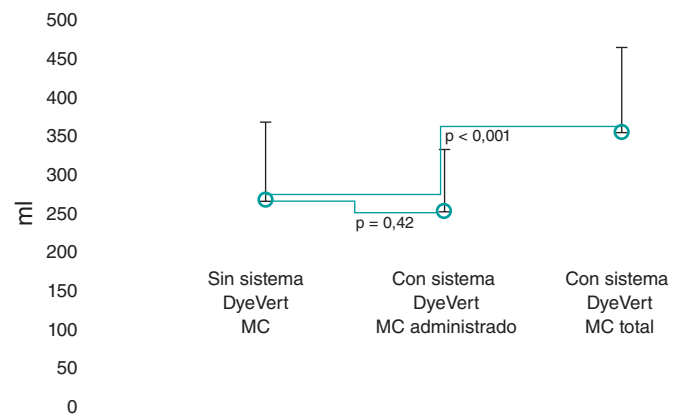 500
450
400
350
300
250
200
150
100
50
0
ml
p < 0,001
p = 0,42
Sin sistema
DyeVert
MC
Con sistema
DyeVert
MC administrado
Con sistema
DyeVert
MC total